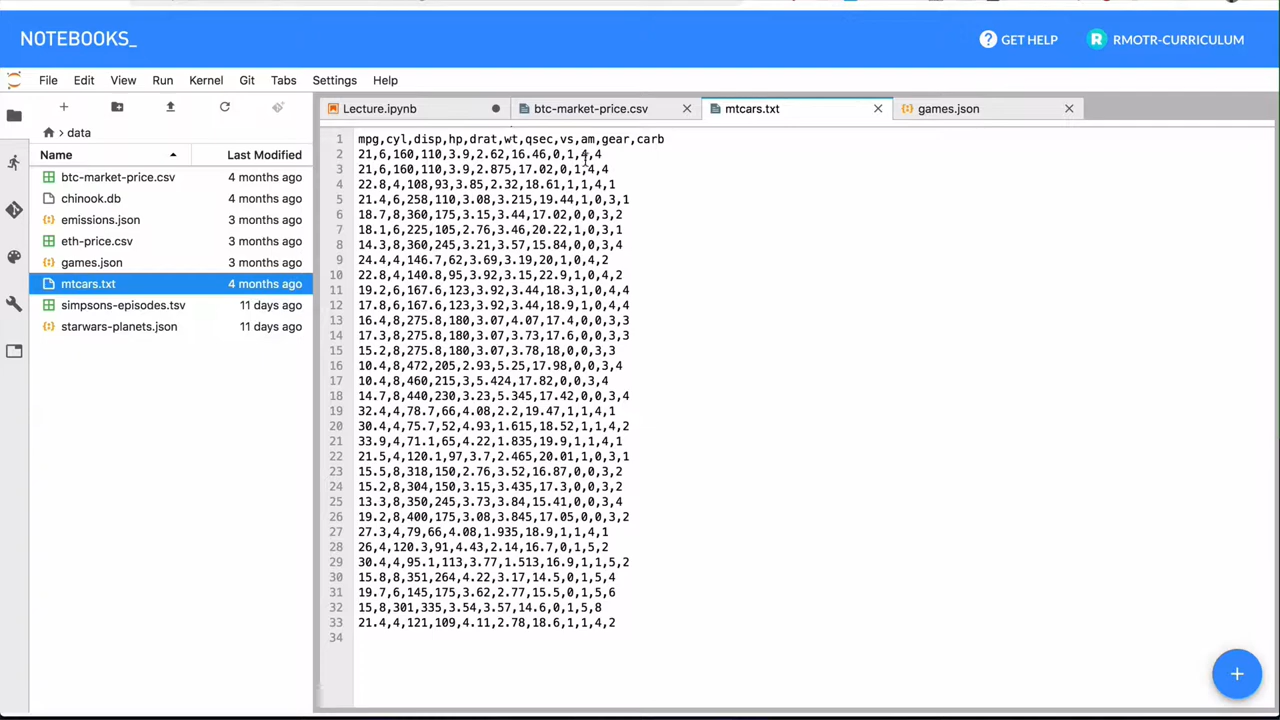 NOTEBOOKS_
GET HELP
R
RMOTR-CURRICULUM
File Edit View Run Kernel Git Tabs Settings Help
Lecture.ipynb
btc-market-price.csv
mtcars.txt
games.json
data
Name
Last Modified
btc-market-price.csv 4 months ago
chinook.db 4 months ago
emissions.json 3 months ago
eth-price.csv 3 months ago
games.json 3 months ago
mtcars.txt 4 months ago
simpsons-episodes.tsv 11 days ago
starwars-planets.json 11 days ago
1 mpg,cyl,disp,hp,drat,wt,qsec,vs,am,gear,carb
2 21,6,160,110,3.9,2.62,16.46,0,1,4,4
3 21,6,160,110,3.9,2.875,17.02,0,1,4,4
4 22.8,4,108,93,3.85,2.32,18.61,1,1,4,1
5 21.4,6,258,110,3.08,3.215,19.44,1,0,3,1
6 18.7,8,360,175,3.15,3.44,17.02,0,0,3,2
7 18.1,6,225,105,2.76,3.46,20.22,1,0,3,1
8 14.3,8,360,245,3.21,3.57,15.84,0,0,3,4
9 24.4,4,146.7,62,3.69,3.19,20,1,0,4,2
10 22.8,4,140.8,95,3.92,3.15,22.9,1,0,4,2
11 19.2,6,167.6,123,3.92,3.44,18.3,1,0,4,4
12 17.8,6,167.6,123,3.92,3.44,18.9,1,0,4,4
13 16.4,8,275.8,180,3.07,4.07,17.4,0,0,3,3
14 17.3,8,275.8,180,3.07,3.73,17.6,0,0,3,3
15 15.2,8,275.8,180,3.07,3.78,18,0,0,3,3
16 10.4,8,472,205,2.93,5.25,17.98,0,0,3,4
17 10.4,8,460,215,3,5.424,17.82,0,0,3,4
18 14.7,8,440,230,3.23,5.345,17.42,0,0,3,4
19 32.4,4,78.7,66,4.08,2.2,19.47,1,1,4,1
20 30.4,4,75.7,52,4.93,1.615,18.52,1,1,4,2
21 33.9,4,71.1,65,4.22,1.835,19.9,1,1,4,1
22 21.5,4,120.1,97,3.7,2.465,20.01,1,0,3,1
23 15.5,8,318,150,2.76,3.52,16.87,0,0,3,2
24 15.2,8,304,150,3.15,3.435,17.3,0,0,3,2
25 13.3,8,350,245,3.73,3.84,15.41,0,0,3,4
26 19.2,8,400,175,3.08,3.845,17.05,0,0,3,2
27 27.3,4,79,66,4.08,1.935,18.9,1,1,4,1
28 26,4,120.3,91,4.43,2.14,16.7,0,1,5,2
29 30.4,4,95.1,113,3.77,1.513,16.9,1,1,5,2
30 15.8,8,351,264,4.22,3.17,14.5,0,1,5,4
31 19.7,6,145,175,3.62,2.77,15.5,0,1,5,6
32 15,8,301,335,3.54,3.57,14.6,0,1,5,8
33 21.4,4,121,109,4.11,2.78,18.6,1,1,4,2
34